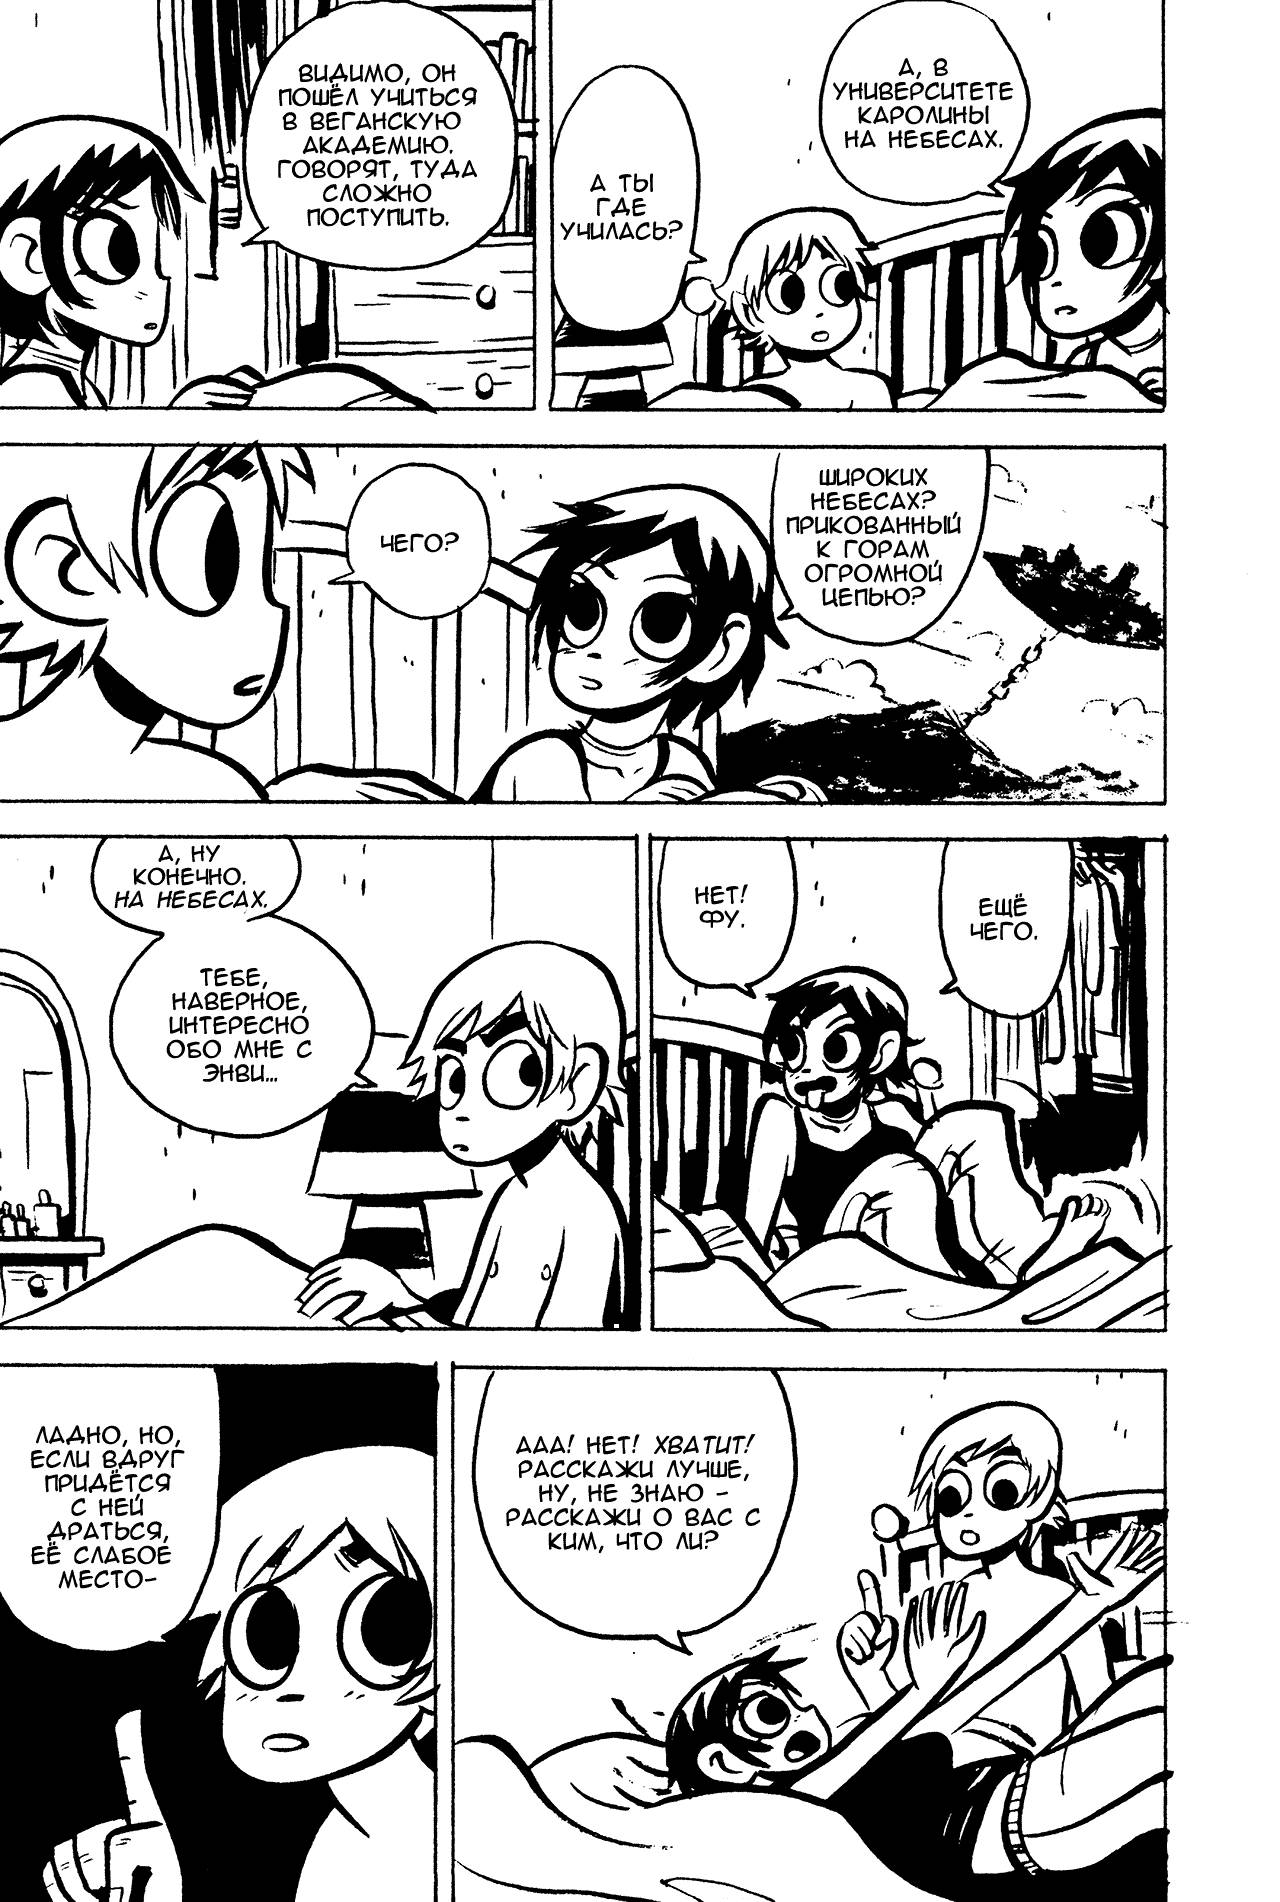 ВИДИМО, ОН
ПОШЁЛ УЧИТЬСЯ
В ВЕГАНСКУЮ
АКАДЕМИЮ.
ГОВОРЯТ, ТУДА
СЛОЖНО
ПОСТУПИТЬ.
А ТЫ
ГДЕ
УЧИЛАСЬ?
А, В
УНИВЕРСИТЕТЕ
КАРОЛИНЫ
НА НЕБЕСАХ.
ЧЕГО?
ШИРОКИХ
НЕБЕСАХ?
ПРИКОВАННЫЙ
К ГОРАМ
ОГРОМНОЙ
ЦЕПЬЮ?
А, НУ
КОНЕЧНО.
НА НЕБЕСАХ.
ТЕБЕ,
НАВЕРНОЕ,
ИНТЕРЕСНО
ОБО МНЕ С
ЭНВИ...
НЕТ!
ФУ.
ЕЩЁ
ЧЕГО.
ЛАДНО, НО,
ЕСЛИ ВДРУГ
ПРИДЁТСЯ
С НЕЙ
ДРАТЬСЯ,
ЕЁ СЛАБОЕ
МЕСТО-
ААА! НЕТ! ХВАТИТ!
РАССКАЖИ ЛУЧШЕ,
НУ, НЕ ЗНАЮ -
РАССКАЖИ О ВАС С
КИМ, ЧТО ЛИ?